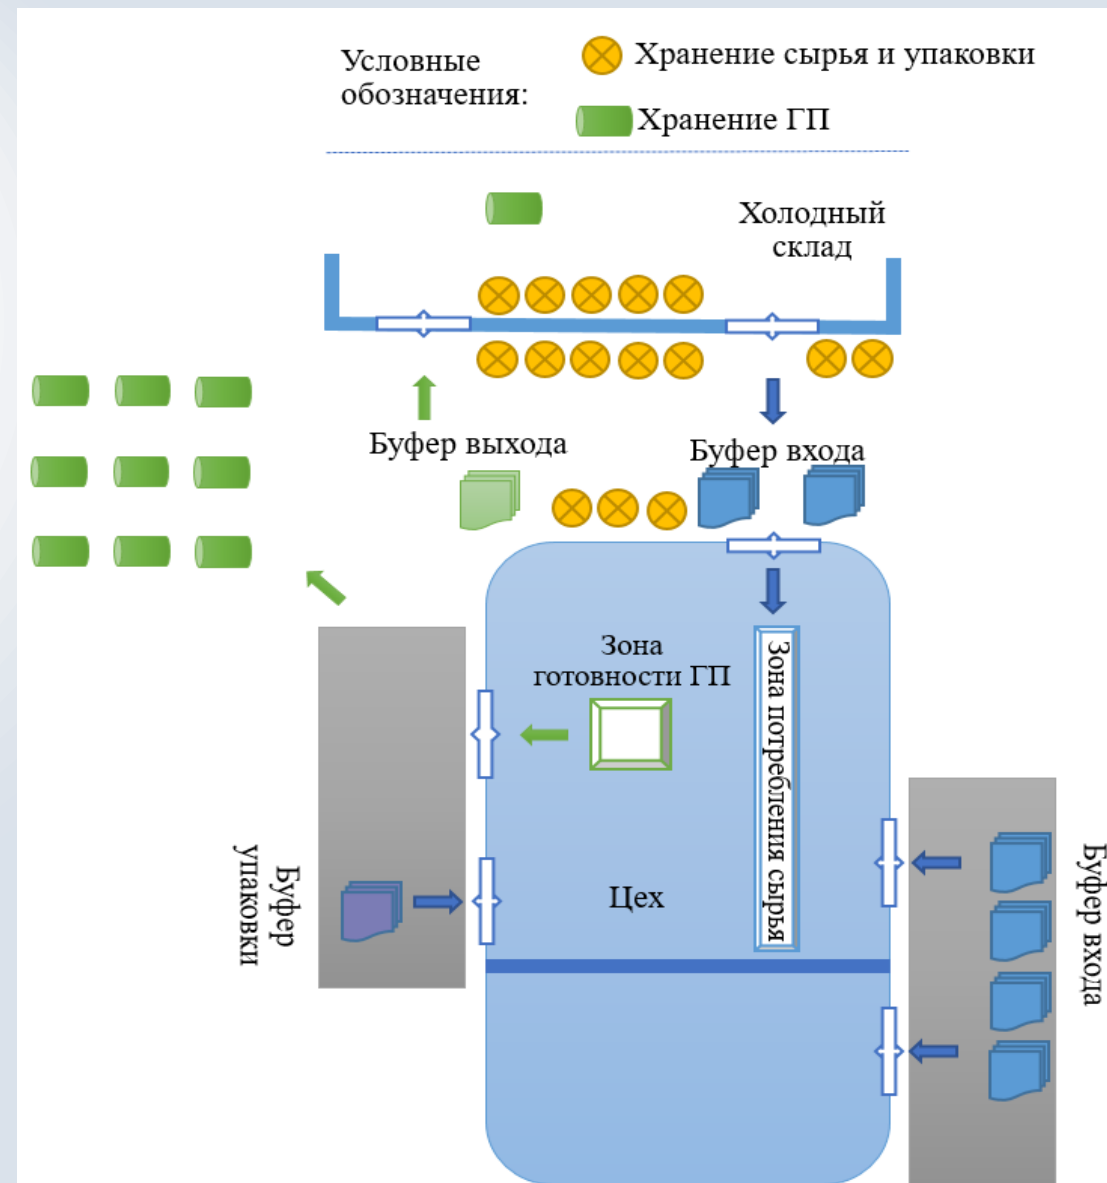 Условные
обозначения:
Хранение сырья и упаковки
Хранение ГП
Холодный
склад
Буфер выхода
Буфер входа
Зона
готовности ГП
Зона потребления сырья
Цех
Буфер
упаковки
Буфер входа